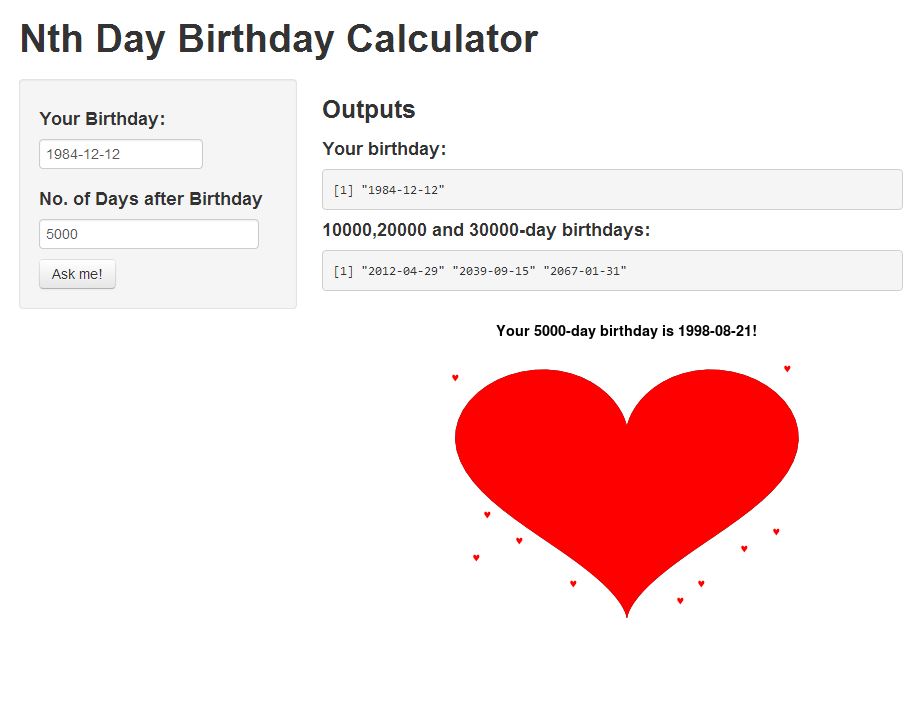 Nth Day Birthday Calculator
Your Birthday:
1984-12-12
No. of Days after Birthday
5000
Ask me!
Outputs
Your birthday:
[1] "1984-12-12"
10000,20000 and 30000-day birthdays:
[1] "2012-04-29" "2039-09-15" "2067-01-31"
Your 5000-day birthday is 1998-08-21!